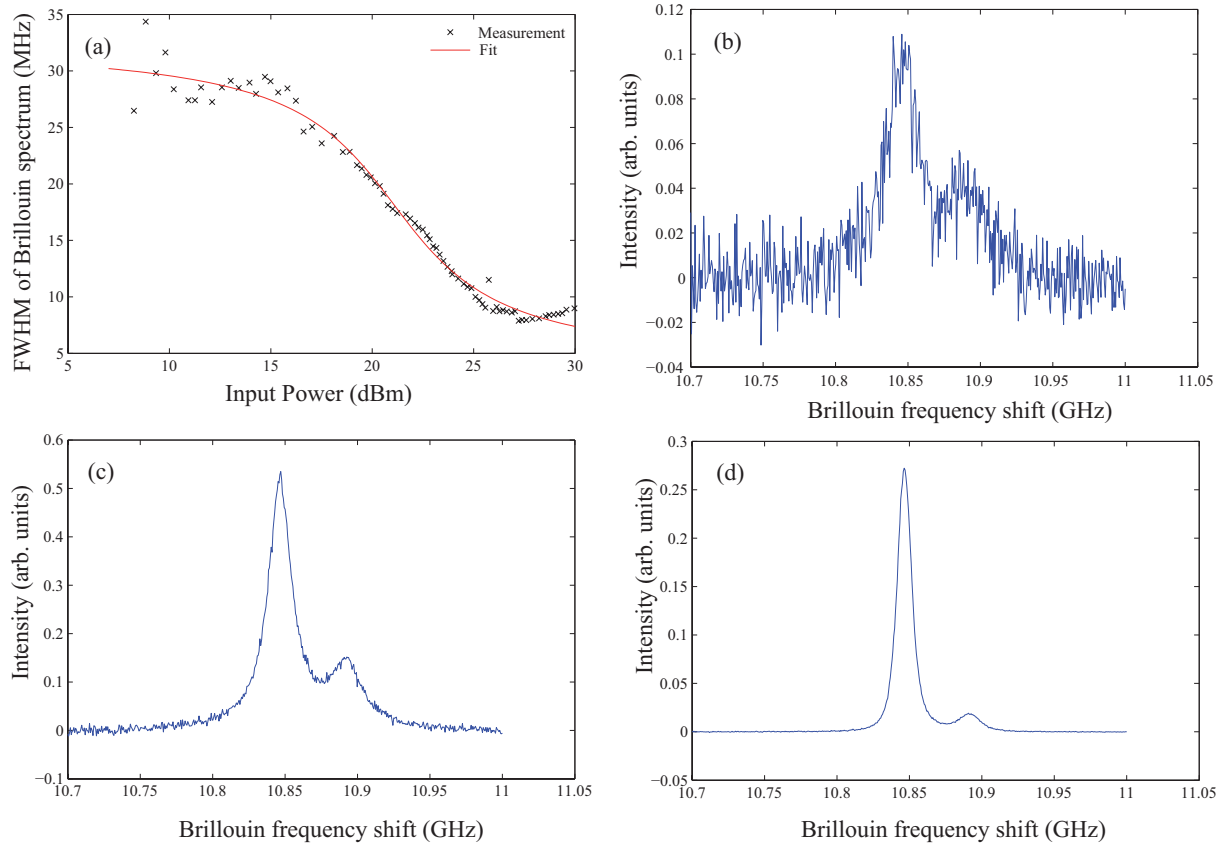 (a)
Measurement
Fit
FWHM of Brillouin spectrum (MHz)
35
30
25
20
15
10
5
5 10 15 20 25 30
Input Power (dBm)
(b)
Intensity (arb. units)
0.12
0.1
0.08
0.06
0.04
0.02
0
−0.02
−0.04
10.7 10.75 10.8 10.85 10.9 10.95 11 11.05
Brillouin frequency shift (GHz)
(c)
Intensity (arb. units)
0.6
0.5
0.4
0.3
0.2
0.1
0
−0.1
10.7 10.75 10.8 10.85 10.9 10.95 11 11.05
Brillouin frequency shift (GHz)
(d)
Intensity (arb. units)
0.3
0.25
0.2
0.15
0.1
0.05
0
−0.05
10.7 10.75 10.8 10.85 10.9 10.95 11 11.05
Brillouin frequency shift (GHz)